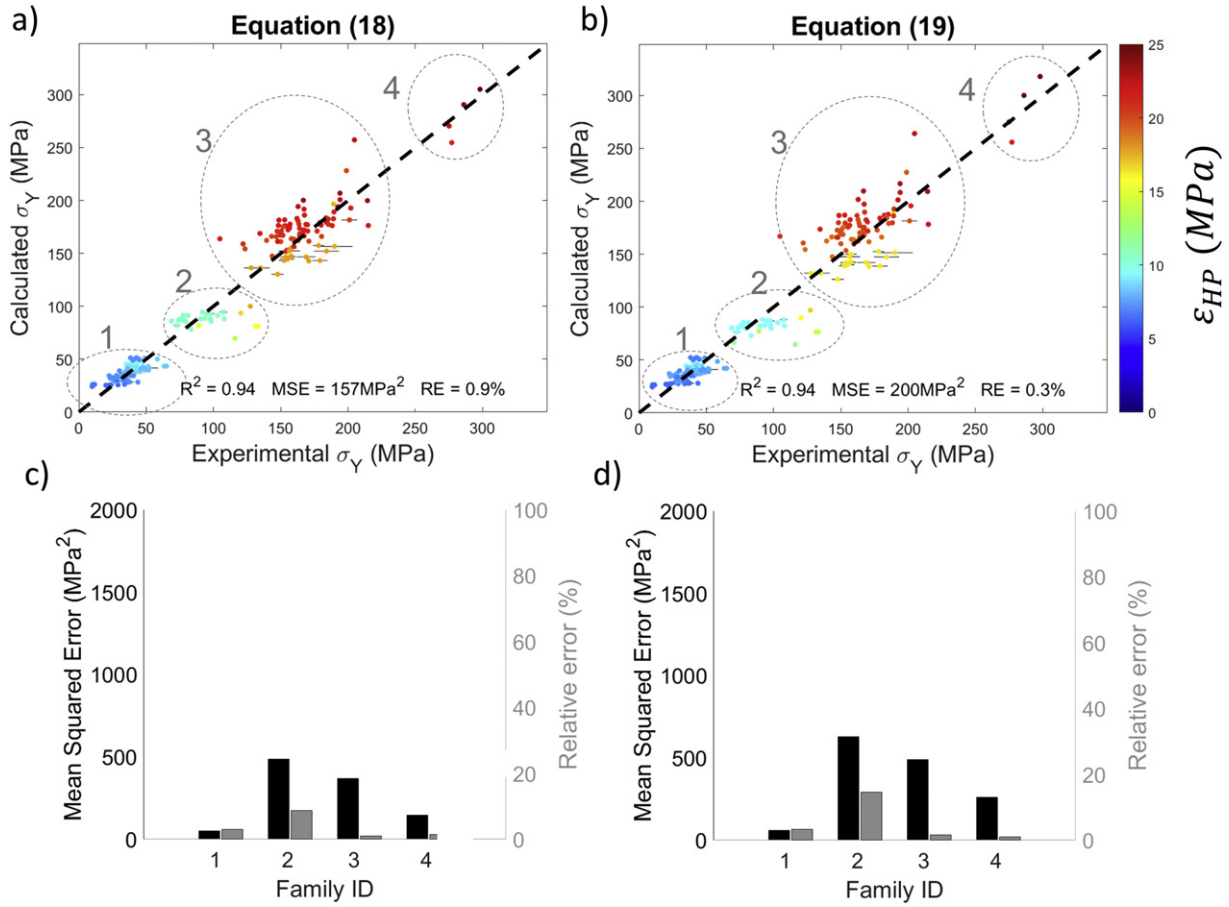 a)
Equation (18)
Calculated σY (MPa)
300
250
200
150
100
50
0
1
2
3
4
R2 = 0.94 MSE = 157MPa2 RE = 0.9%
0 50 100 150 200 250 300
Experimental σY (MPa)
b)
Equation (19)
Calculated σY (MPa)
300
250
200
150
100
50
0
1
2
3
4
R2 = 0.94 MSE = 200MPa2 RE = 0.3%
0 50 100 150 200 250 300
Experimental σY (MPa)
25
20
15
10
5
0
εHP (MPa)
c)
Mean Squared Error (MPa2)
2000
1500
1000
500
0
100
80
60
40
20
0
Relative error (%)
1 2 3 4
Family ID
d)
Mean Squared Error (MPa2)
2000
1500
1000
500
0
100
80
60
40
20
0
Relative error (%)
1 2 3 4
Family ID